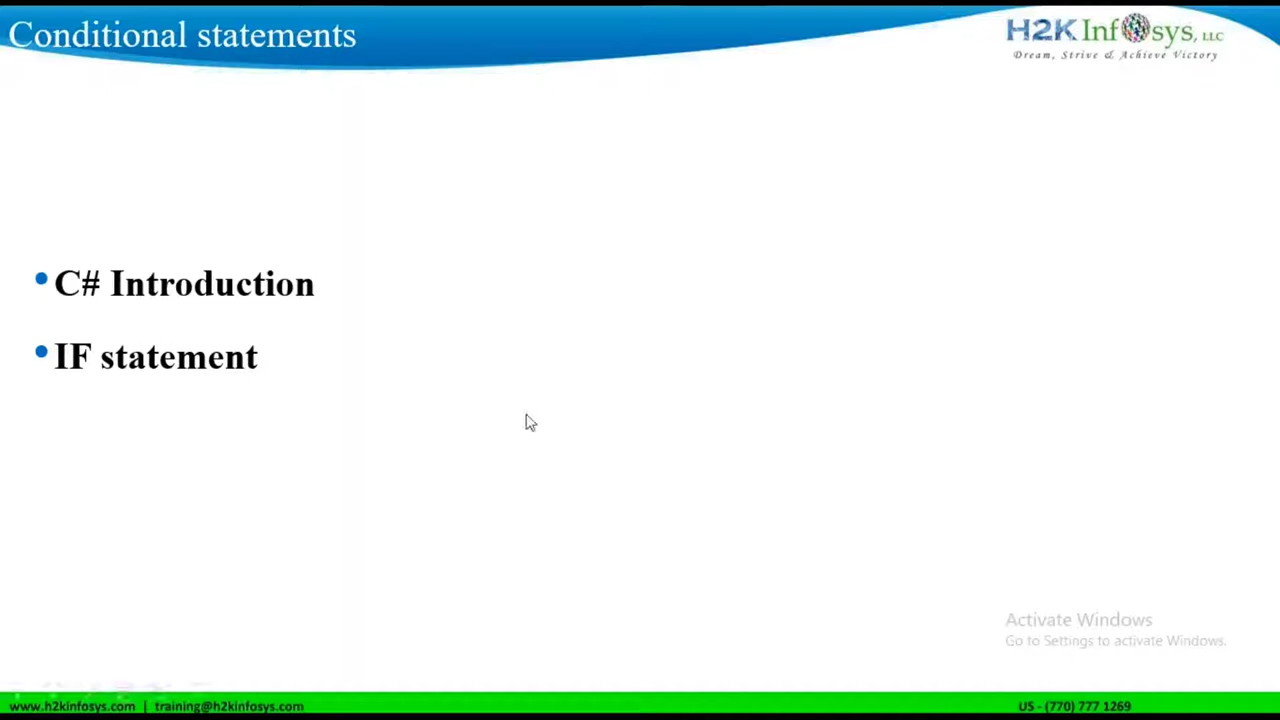 Conditional statements
H2K Infosys, LLC
Dream, Strive & Achieve Victory
• C# Introduction
• IF statement
Activate Windows
Go to Settings to activate Windows.
www.h2kinfosys.com | training@h2kinfosys.com
US - (770) 777 1269